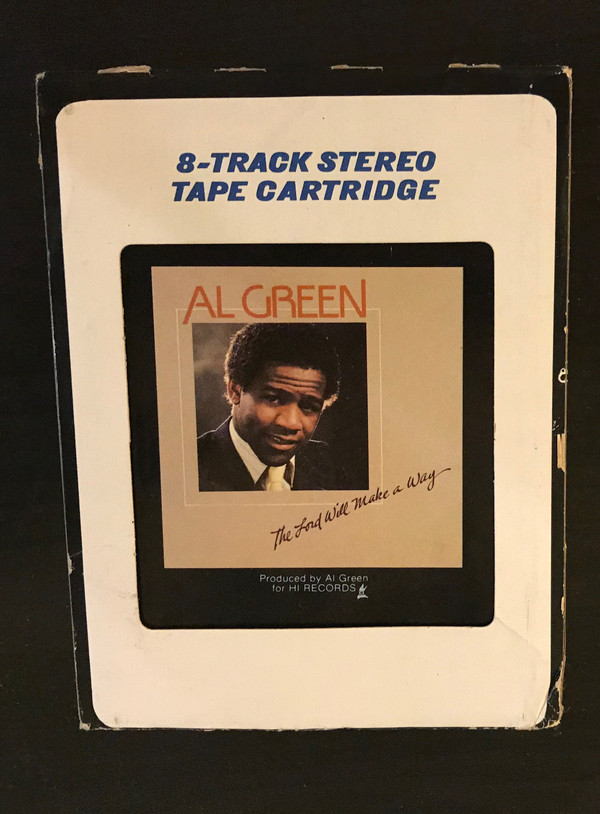 8-TRACK STEREO
TAPE CARTRIDGE
AL GREEN
The Lord Will Make a Way
Produced by Al Green
for HI RECORDS